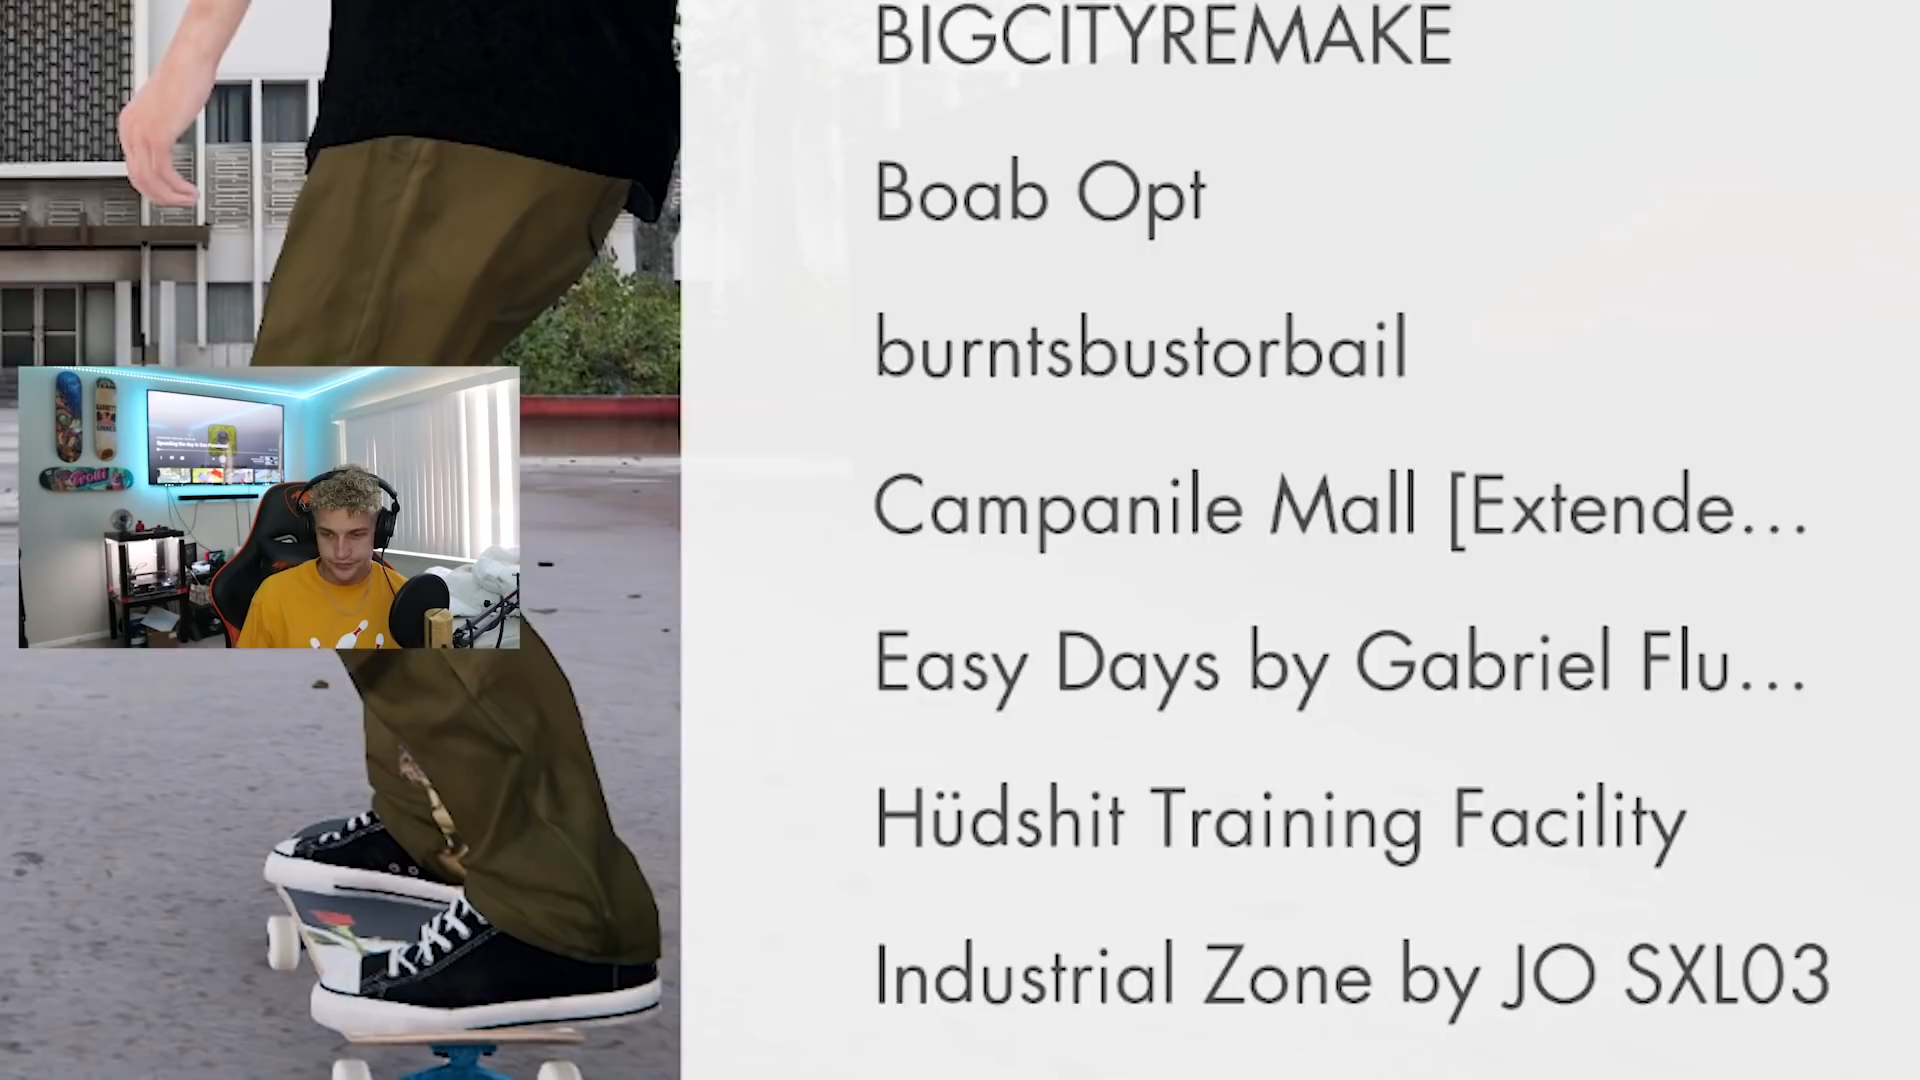 BIGCITYREMAKE
Boab Opt
burntsbustorbail
Campanile Mall [Extende...
Easy Days by Gabriel Flu...
Hüdshit Training Facility
Industrial Zone by JO SXL03